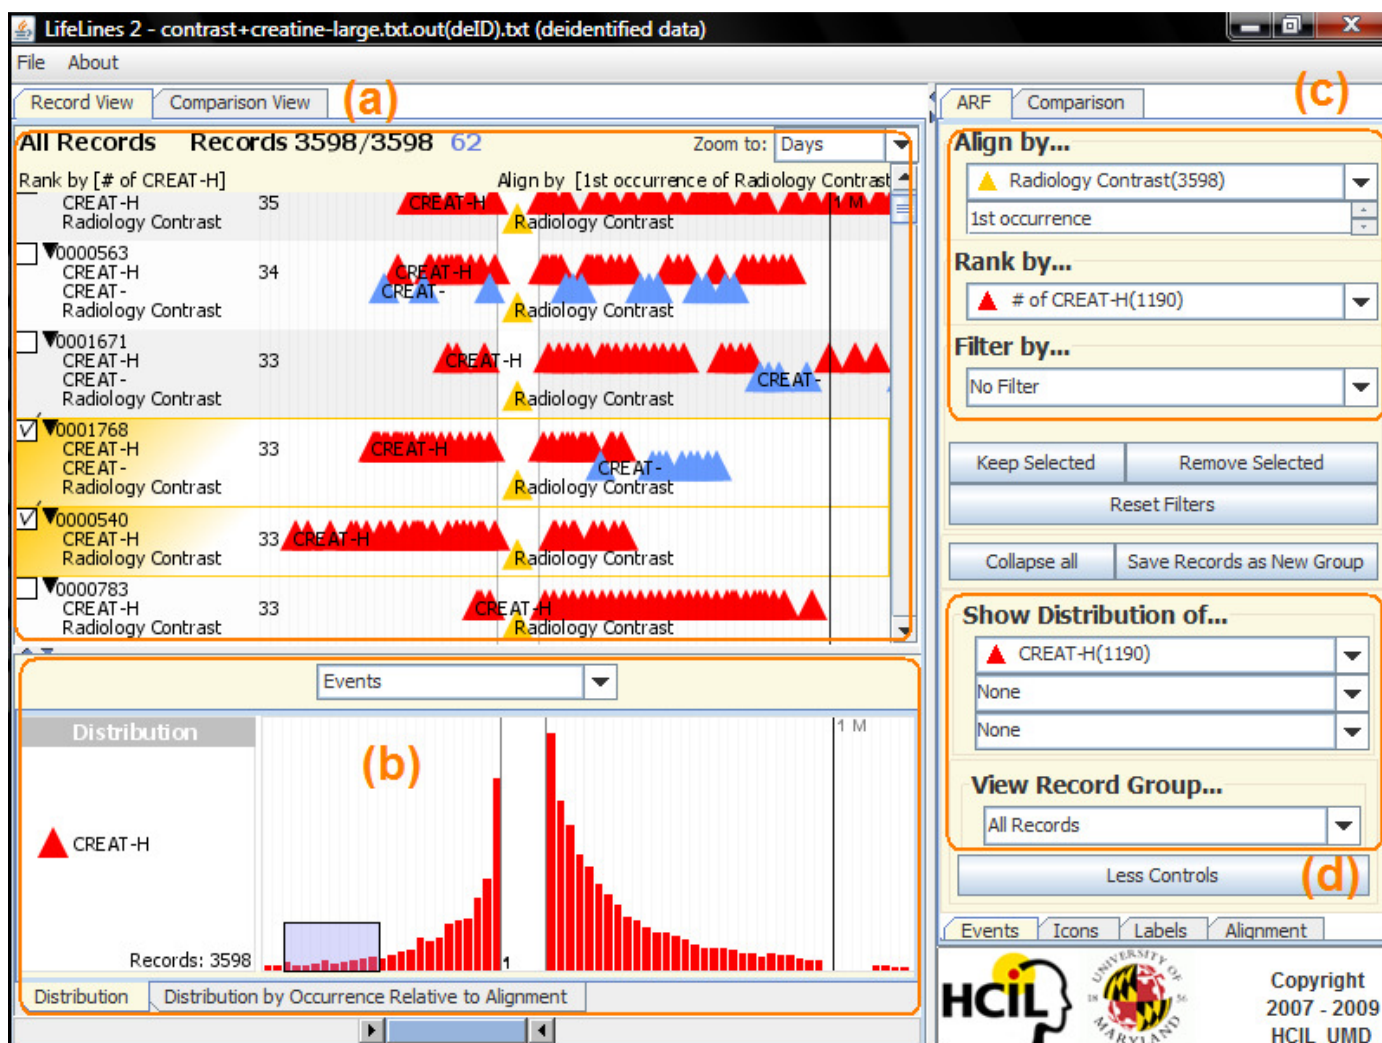 LifeLines 2 - contrast+creatine-large.txt.out(deID).txt (deidentified data)
File About
Record View Comparison View (a)
All Records Records 3598/3598 62 Zoom to: Days
Rank by [# of CREAT-H] Align by [1st occurrence of Radiology Contrast
CREAT-H 35 CREAT-H 1 M
Radiology Contrast Radiology Contrast
0000563
CREAT-H 34 CREAT-H
CREAT- CREAT-
Radiology Contrast Radiology Contrast
0001671
CREAT-H 33 CREAT-H
CREAT- CREAT-
Radiology Contrast Radiology Contrast
0001768
CREAT-H 33 CREAT-H
CREAT- CREAT-
Radiology Contrast Radiology Contrast
0000540
CREAT-H 33 CREAT-H
Radiology Contrast Radiology Contrast
0000783
CREAT-H 33 CREAT-H
Radiology Contrast Radiology Contrast
Events
Distribution 1 M
(b)
CREAT-H
Records: 3598 1
Distribution Distribution by Occurrence Relative to Alignment
ARF Comparison (c)
Align by...
Radiology Contrast(3598)
1st occurrence
Rank by...
# of CREAT-H(1190)
Filter by...
No Filter
Keep Selected Remove Selected
Reset Filters
Collapse all Save Records as New Group
Show Distribution of...
CREAT-H(1190)
None
None
View Record Group...
All Records
Less Controls (d)
Events Icons Labels Alignment
HCIL
UNIVERSITY OF
18 56
MARYLAND
Copyright
2007 - 2009
HCIL UMD